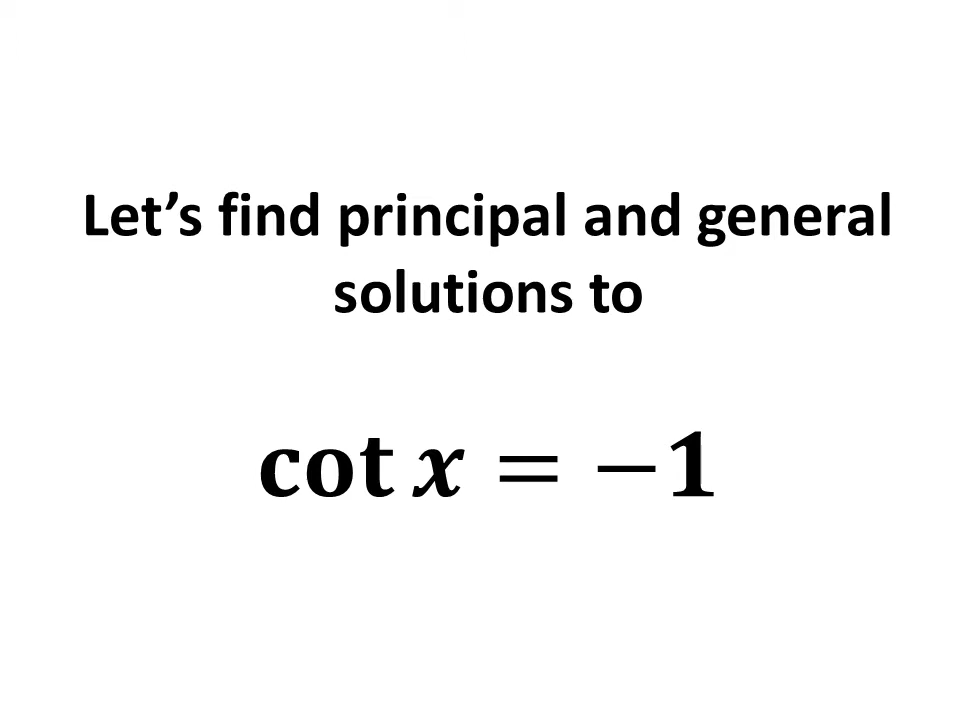 Let’s find principal and general
solutions to
cot x = −1